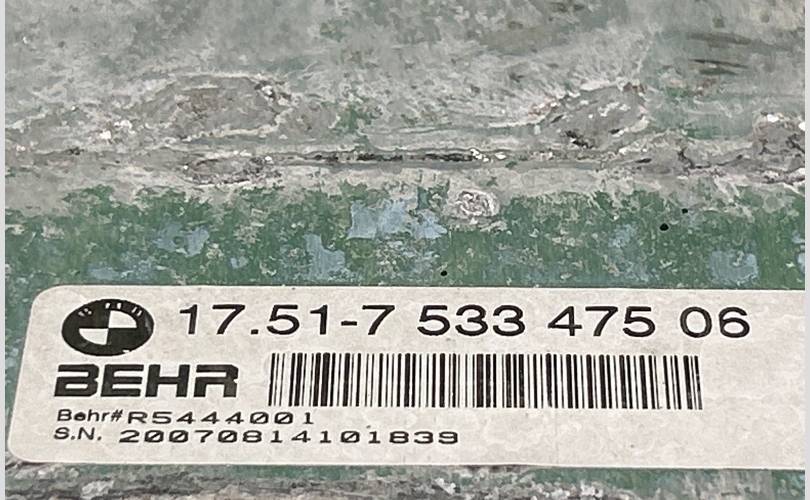 17.51-7 533 475 06
BEHR
Behr# R5444001
S.N. 20070814101839